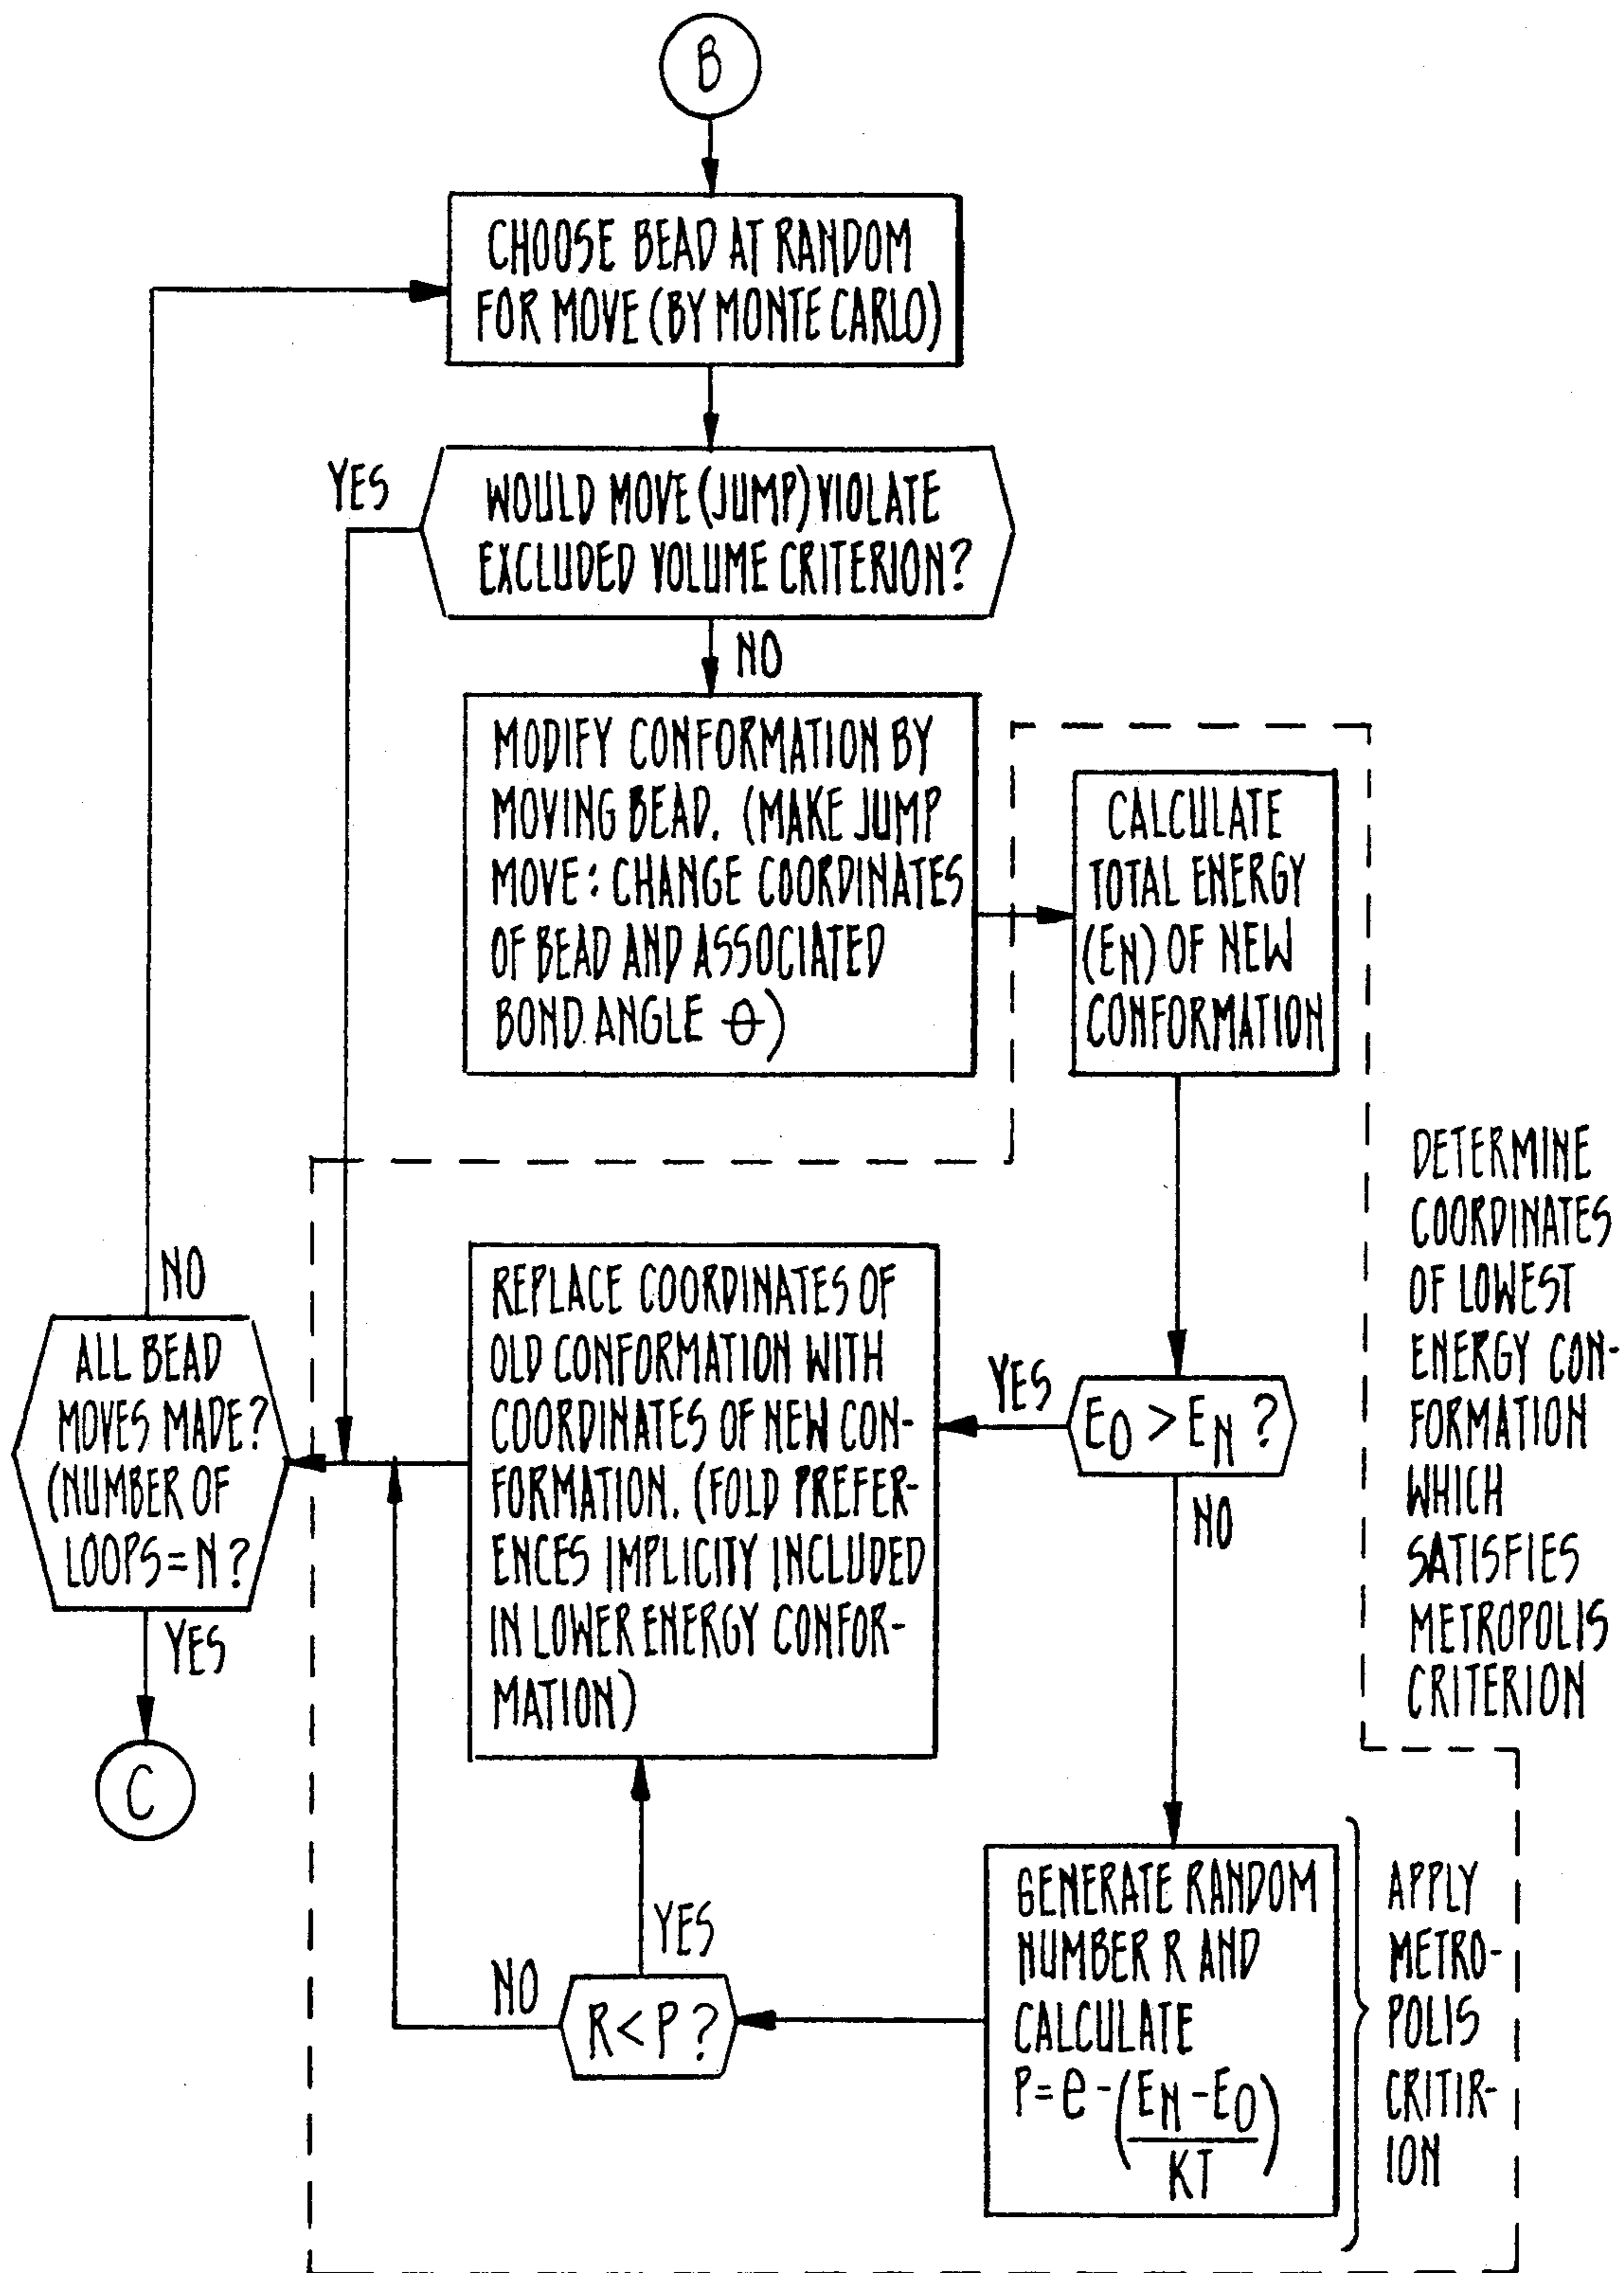 B
CHOOSE BEAD AT RANDOM
FOR MOVE (BY MONTE CARLO)
YES
WOULD MOVE (JUMP) VIOLATE
EXCLUDED VOLUME CRITERION?
NO
MODIFY CONFORMATION BY
MOVING BEAD. (MAKE JUMP
MOVE: CHANGE COORDINATES
OF BEAD AND ASSOCIATED
BOND ANGLE θ)
CALCULATE
TOTAL ENERGY
(EN) OF NEW
CONFORMATION
DETERMINE
COORDINATES
OF LOWEST
ENERGY CON-
FORMATION
WHICH
SATISFIES
METROPOLIS
CRITERION
EO > EN ?
YES
NO
REPLACE COORDINATES OF
OLD CONFORMATION WITH
COORDINATES OF NEW CON-
FORMATION. (FOLD PREFER-
ENCES IMPLICITY INCLUDED
IN LOWER ENERGY CONFOR-
MATION)
NO
ALL BEAD
MOVES MADE?
(NUMBER OF
LOOPS = N ?
YES
C
GENERATE RANDOM
NUMBER R AND
CALCULATE
P = e -(EN - EO
KT)
APPLY
METRO-
POLIS
CRITIR-
ION
R < P ?
YES
NO